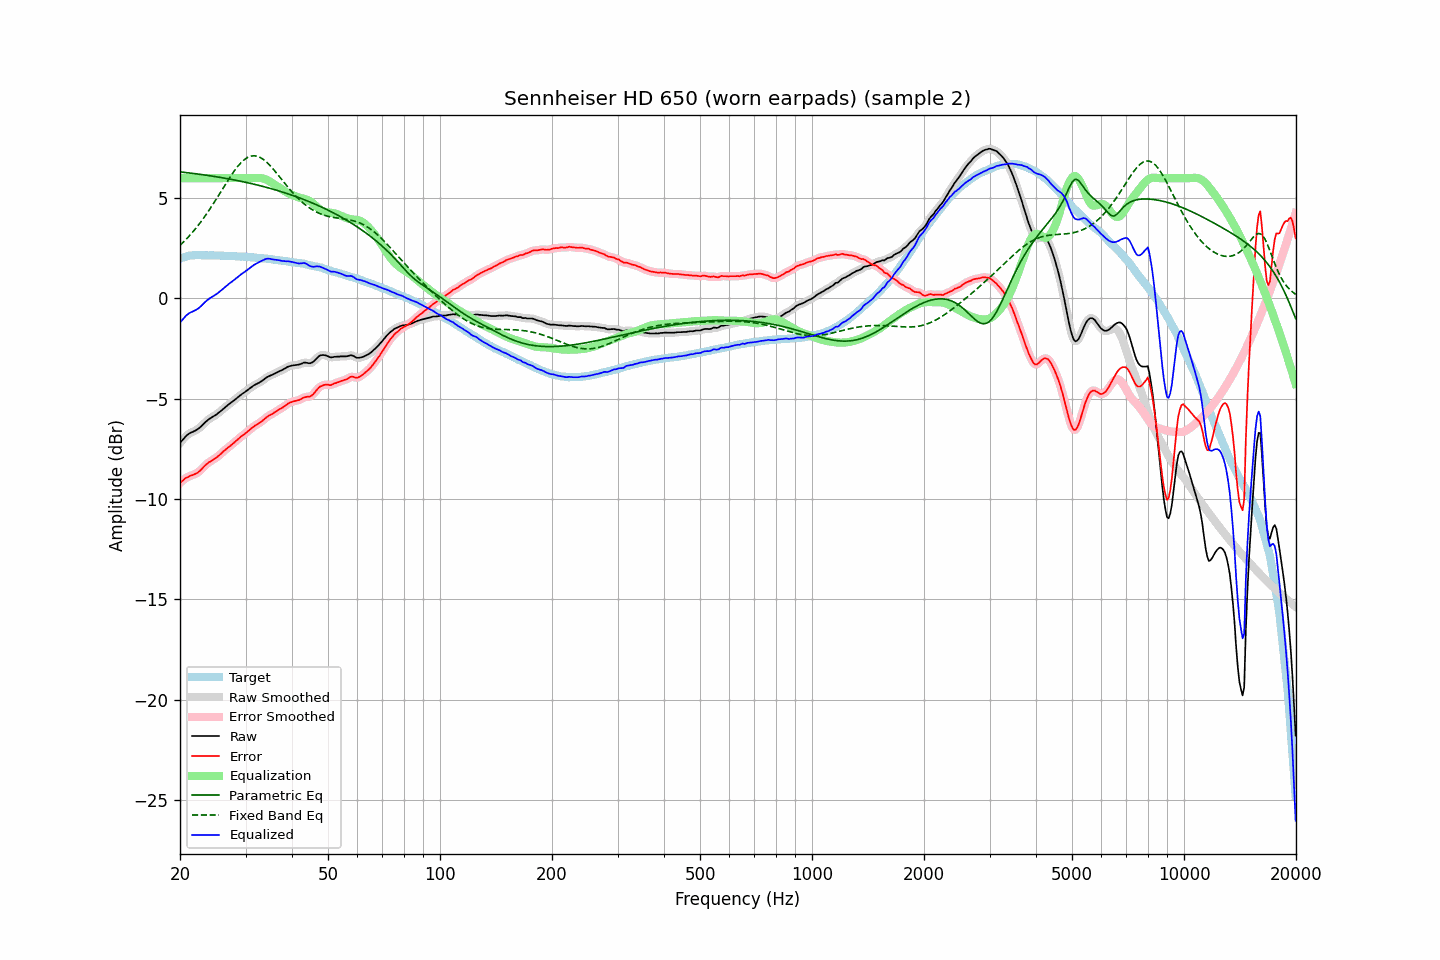 Sennheiser HD 650 (worn earpads) (sample 2)
Amplitude (dBr)
5
0
−5
−10
−15
−20
−25
Target
Raw Smoothed
Error Smoothed
Raw
Error
Equalization
Parametric Eq
Fixed Band Eq
Equalized
20 50 100 200 500 1000 2000 5000 10000 20000
Frequency (Hz)